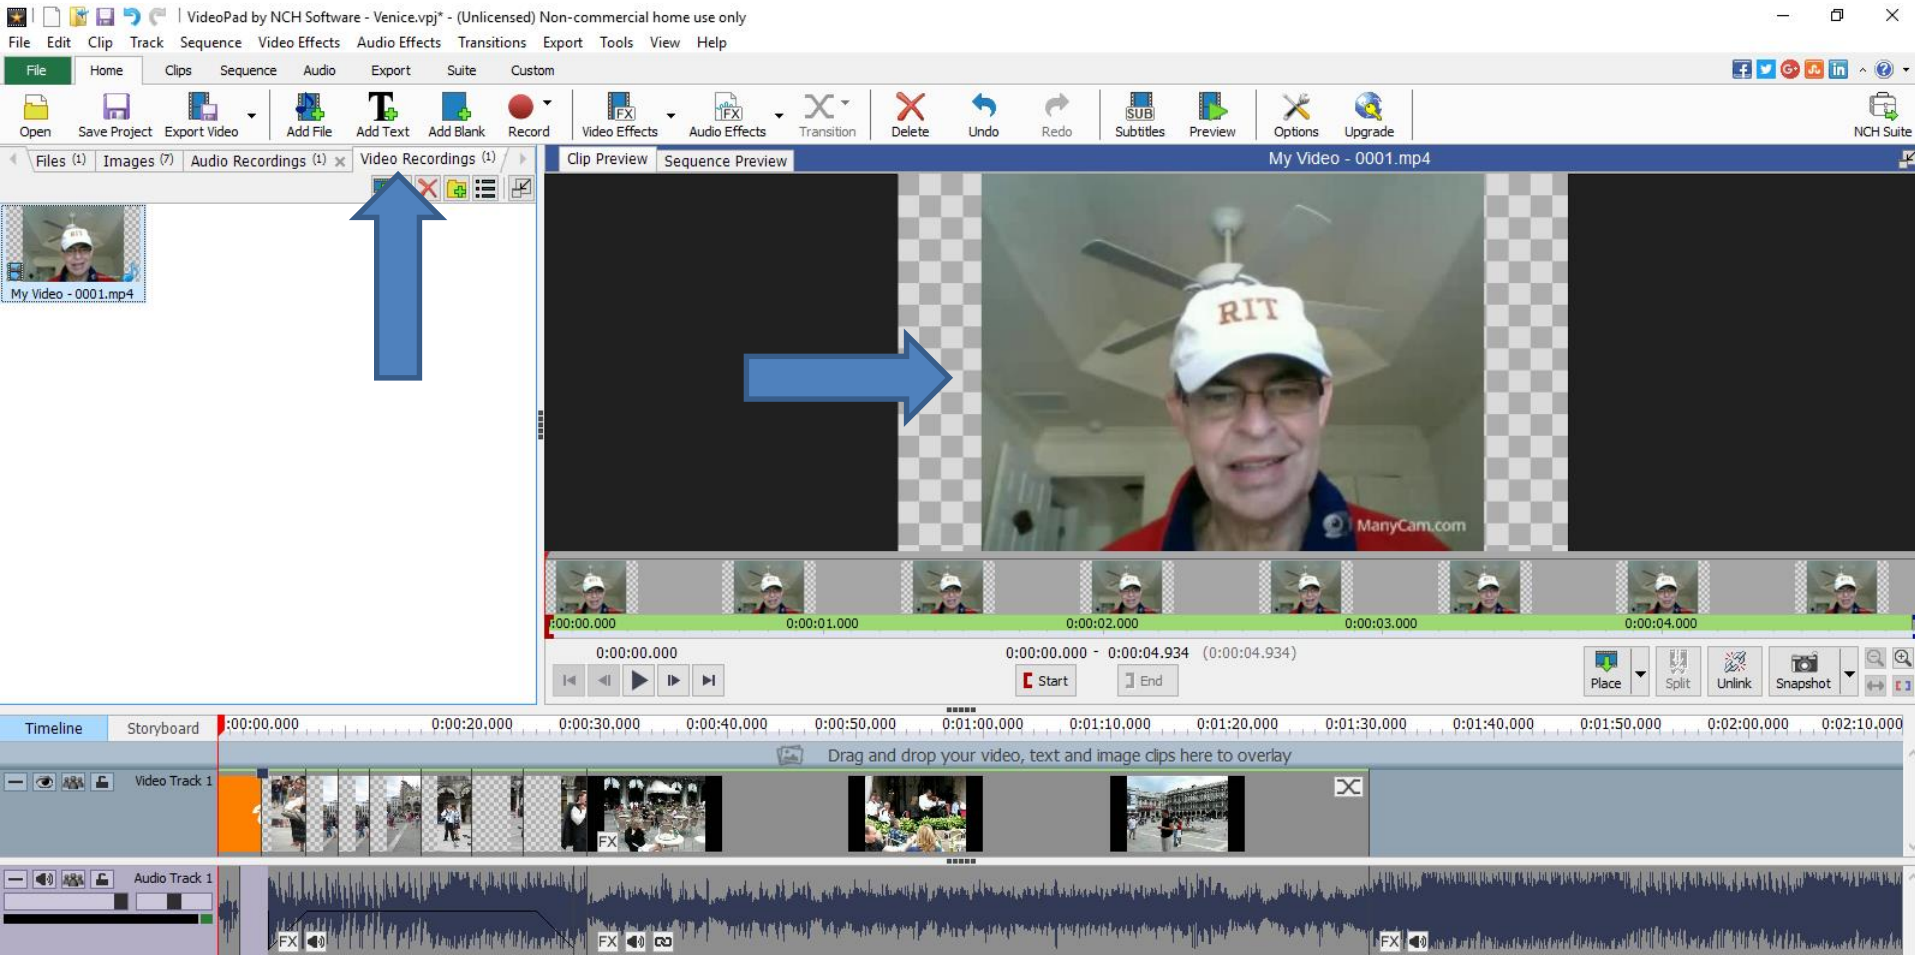 VideoPad by NCH Software - Venice.vpj* - (Unlicensed) Non-commercial home use only
File Edit Clip Track Sequence Video Effects Audio Effects Transitions Export Tools View Help
File Home Clips Sequence Audio Export Suite Custom
Open Save Project Export Video Add File Add Text Add Blank Record Video Effects Audio Effects Transition Delete Undo Redo Subtitles Preview Options Upgrade NCH Suite
Files (1) Images (7) Audio Recordings (1) Video Recordings (1)
Clip Preview Sequence Preview My Video - 0001.mp4
RIT
My Video - 0001.mp4
ManyCam.com
:00:00.000 0:00:01.000 0:00:02.000 0:00:03.000 0:00:04.000
0:00:00.000 0:00:00.000 - 0:00:04.934 (0:00:04.934)
Start End Place Split Unlink Snapshot
Timeline Storyboard :00:00.000 0:00:20.000 0:00:30.000 0:00:40.000 0:00:50.000 0:01:00.000 0:01:10.000 0:01:20.000 0:01:30.000 0:01:40.000 0:01:50.000 0:02:00.000 0:02:10.000
Drag and drop your video, text and image clips here to overlay
Video Track 1
FX
Audio Track 1
FX FX FX